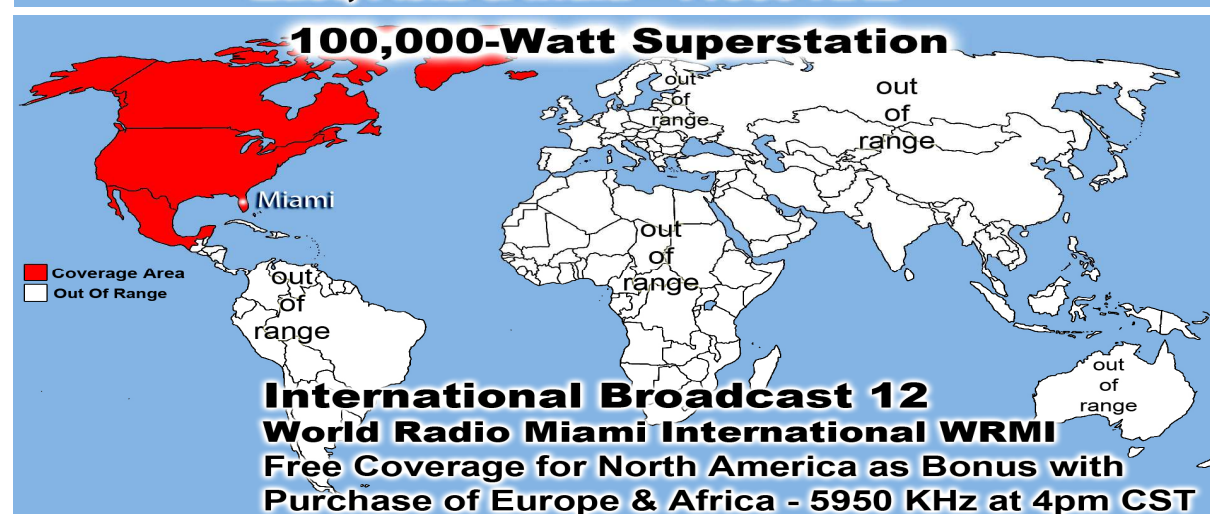 100,000-Watt Superstation
out
of
range
out
of
range
Miami
out
of
range
Coverage Area
Out Of Range
out
of
range
out
of
range
International Broadcast 12
World Radio Miami International WRMI
Free Coverage for North America as Bonus with
Purchase of Europe & Africa - 5950 KHz at 4pm CST